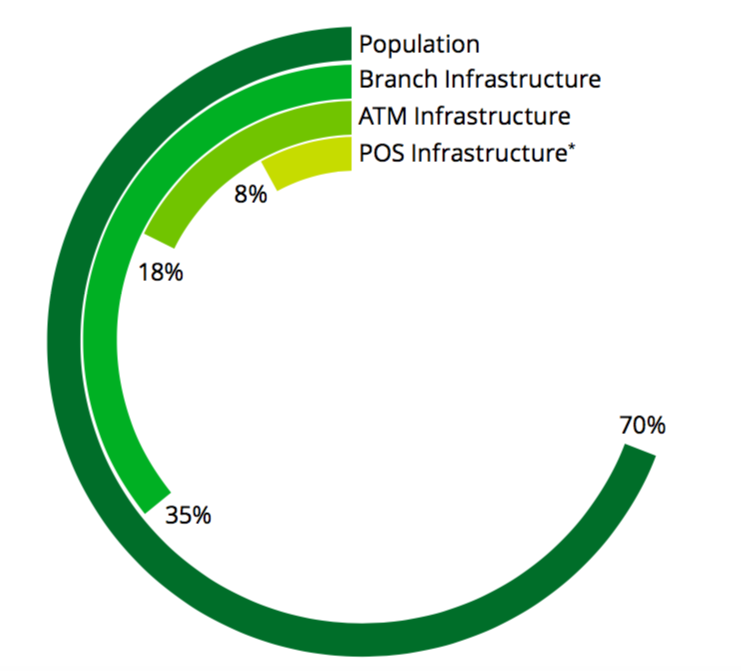 Population
Branch Infrastructure
ATM Infrastructure
POS Infrastructure*
8%
18%
70%
35%